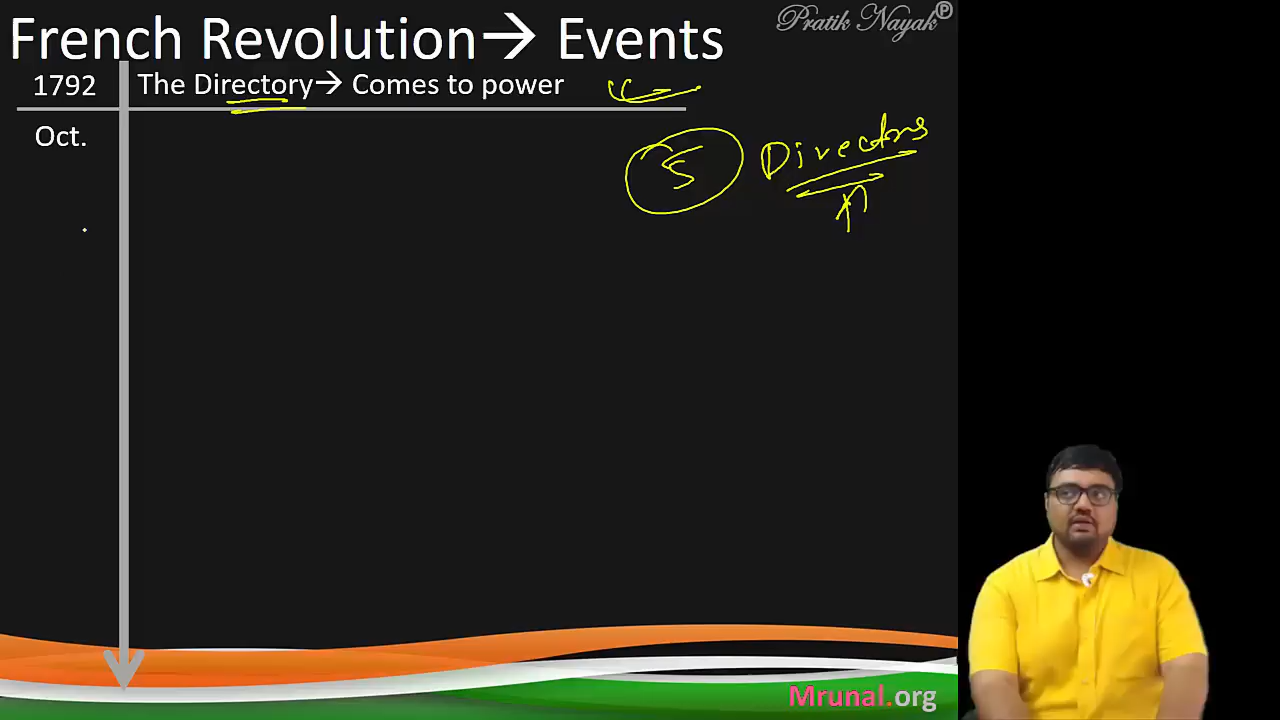 French Revolution→ Events
Pratik Nayak℗
1792 The Directory→ Comes to power
Oct.
5 Directors
Mrunal.org